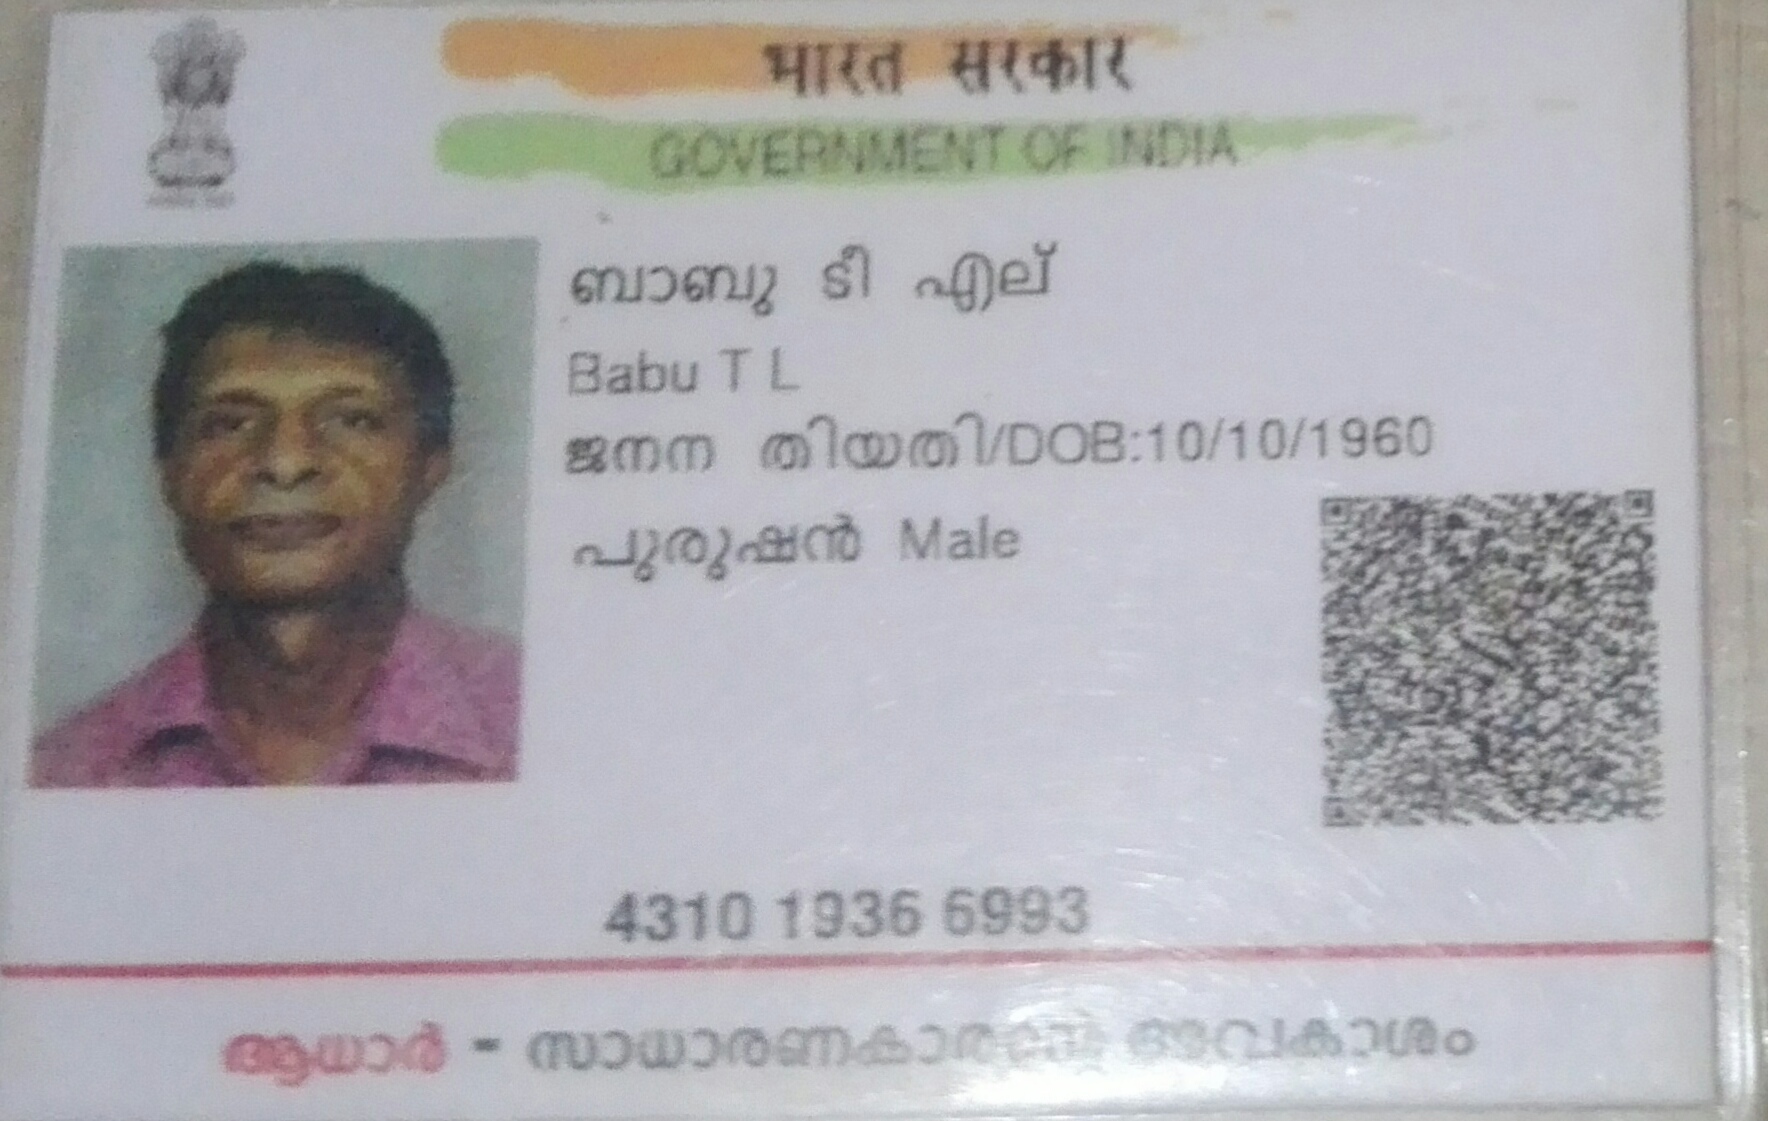 भारत सरकार
GOVERNMENT OF INDIA
ബാബു ടീ എല്
Babu T L
ജനന തിയതി/DOB:10/10/1960
പുരുഷൻ Male
4310 1936 6993
ആധാർ - സാധാരണകാരന്റെ അവകാശം